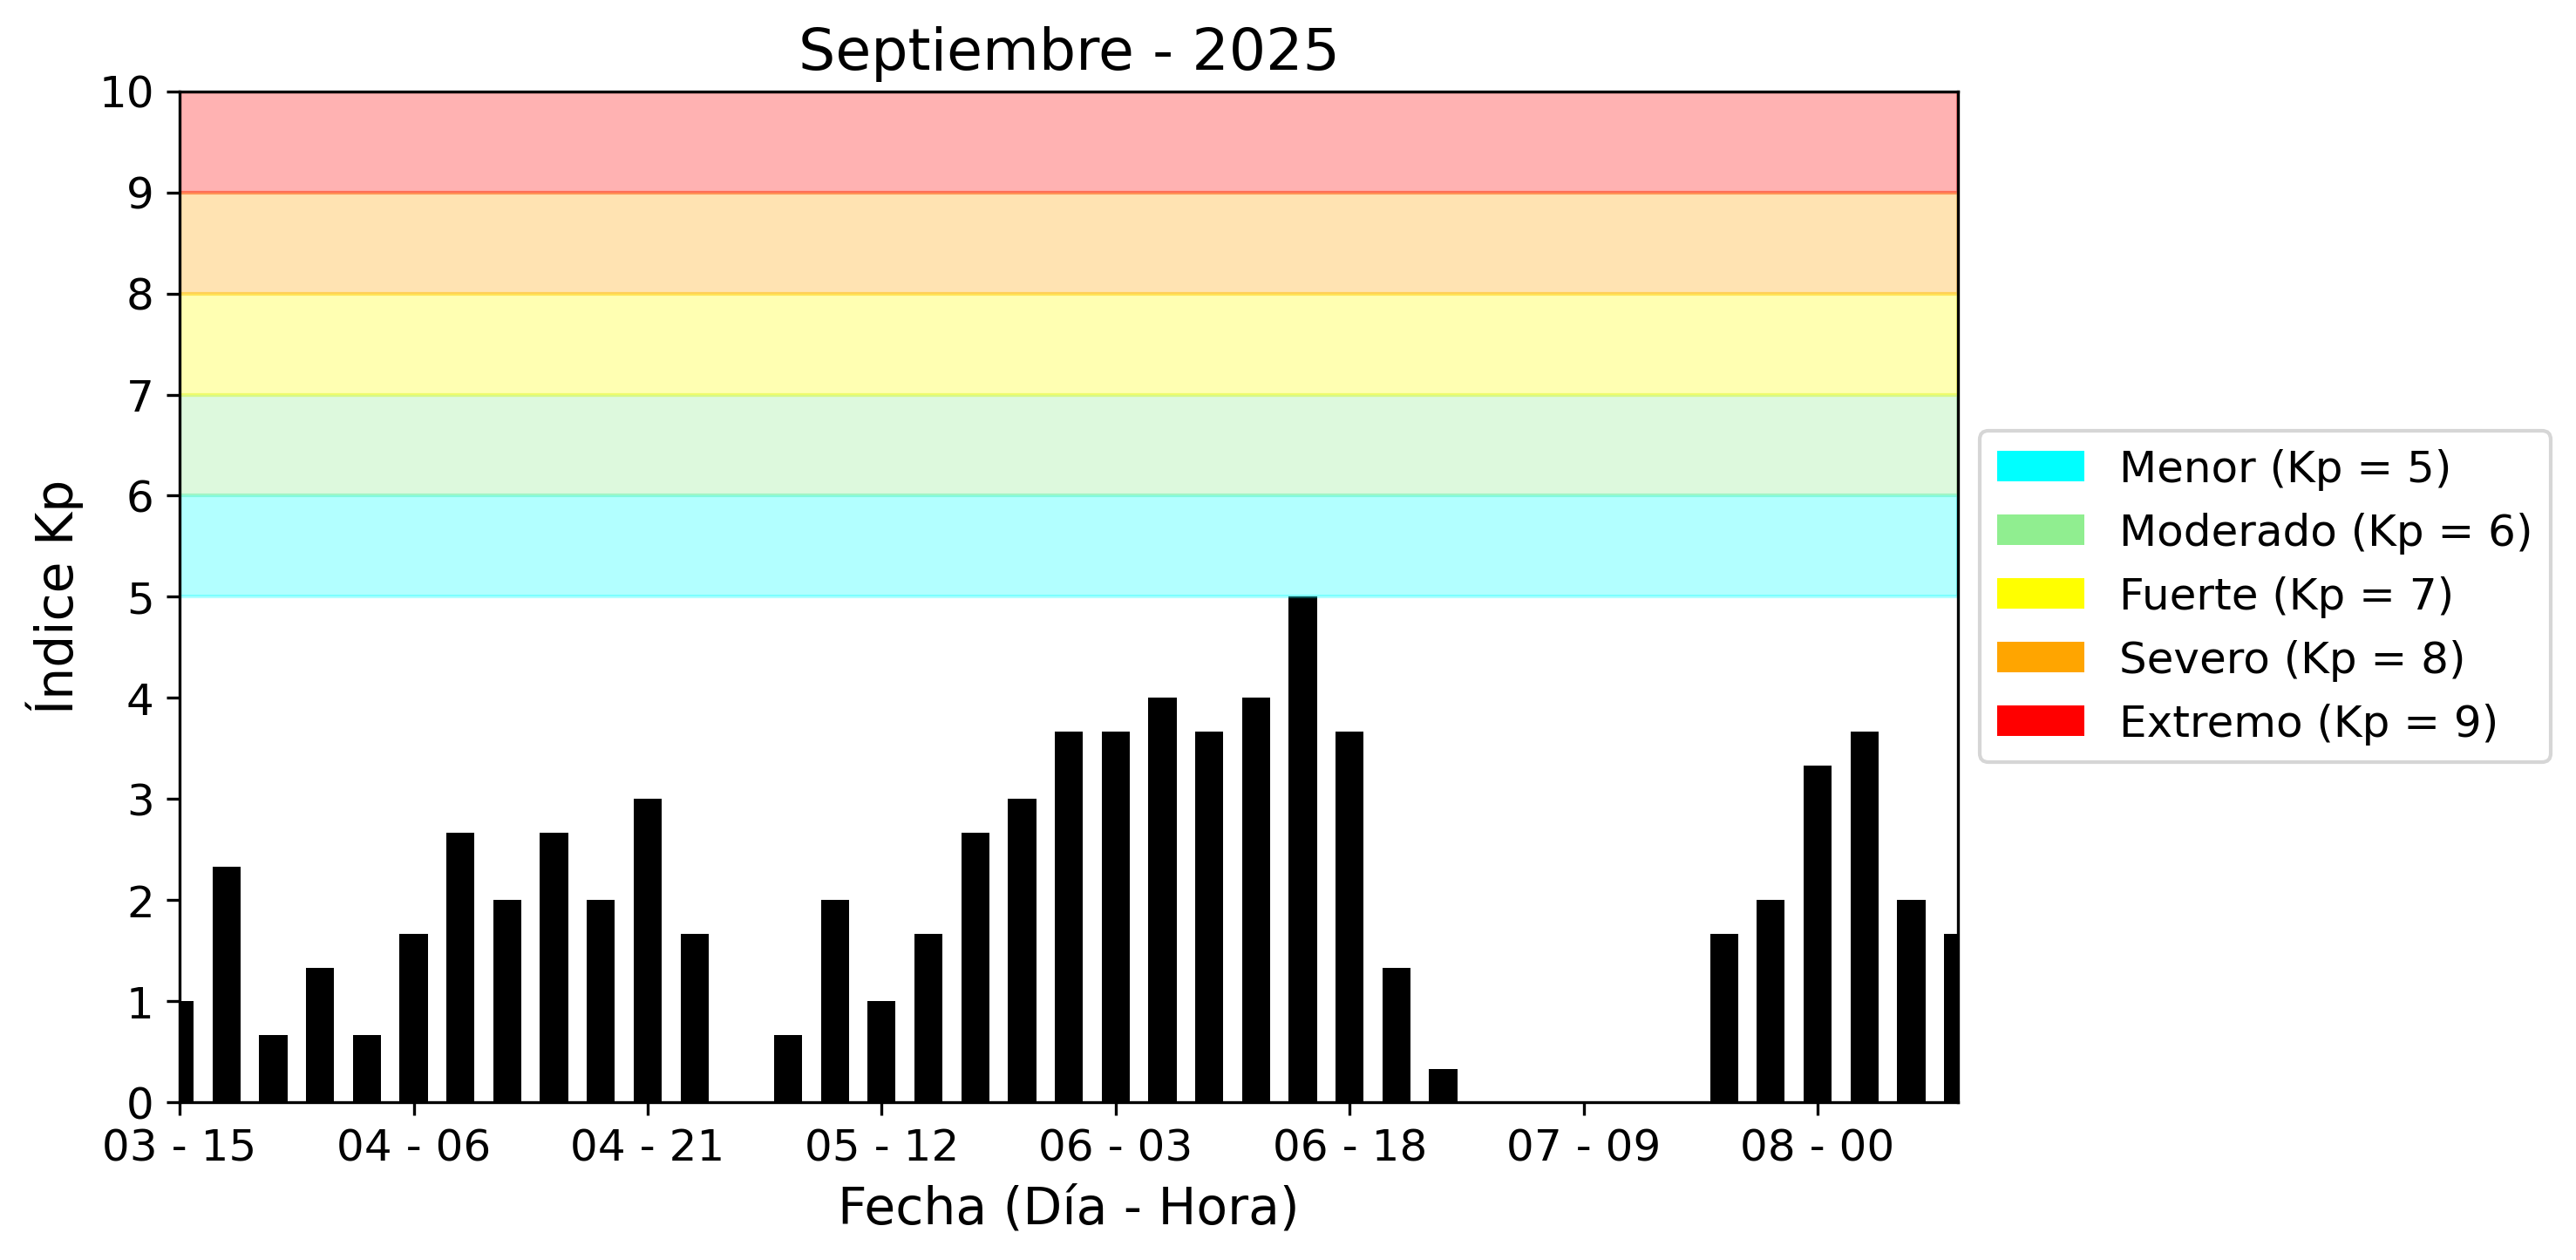 Septiembre - 2025
10
9
8
7
6
5
4
3
2
1
0
Índice Kp
03 - 15
04 - 06
04 - 21
05 - 12
06 - 03
06 - 18
07 - 09
08 - 00
Fecha (Día - Hora)
Menor (Kp = 5)
Moderado (Kp = 6)
Fuerte (Kp = 7)
Severo (Kp = 8)
Extremo (Kp = 9)